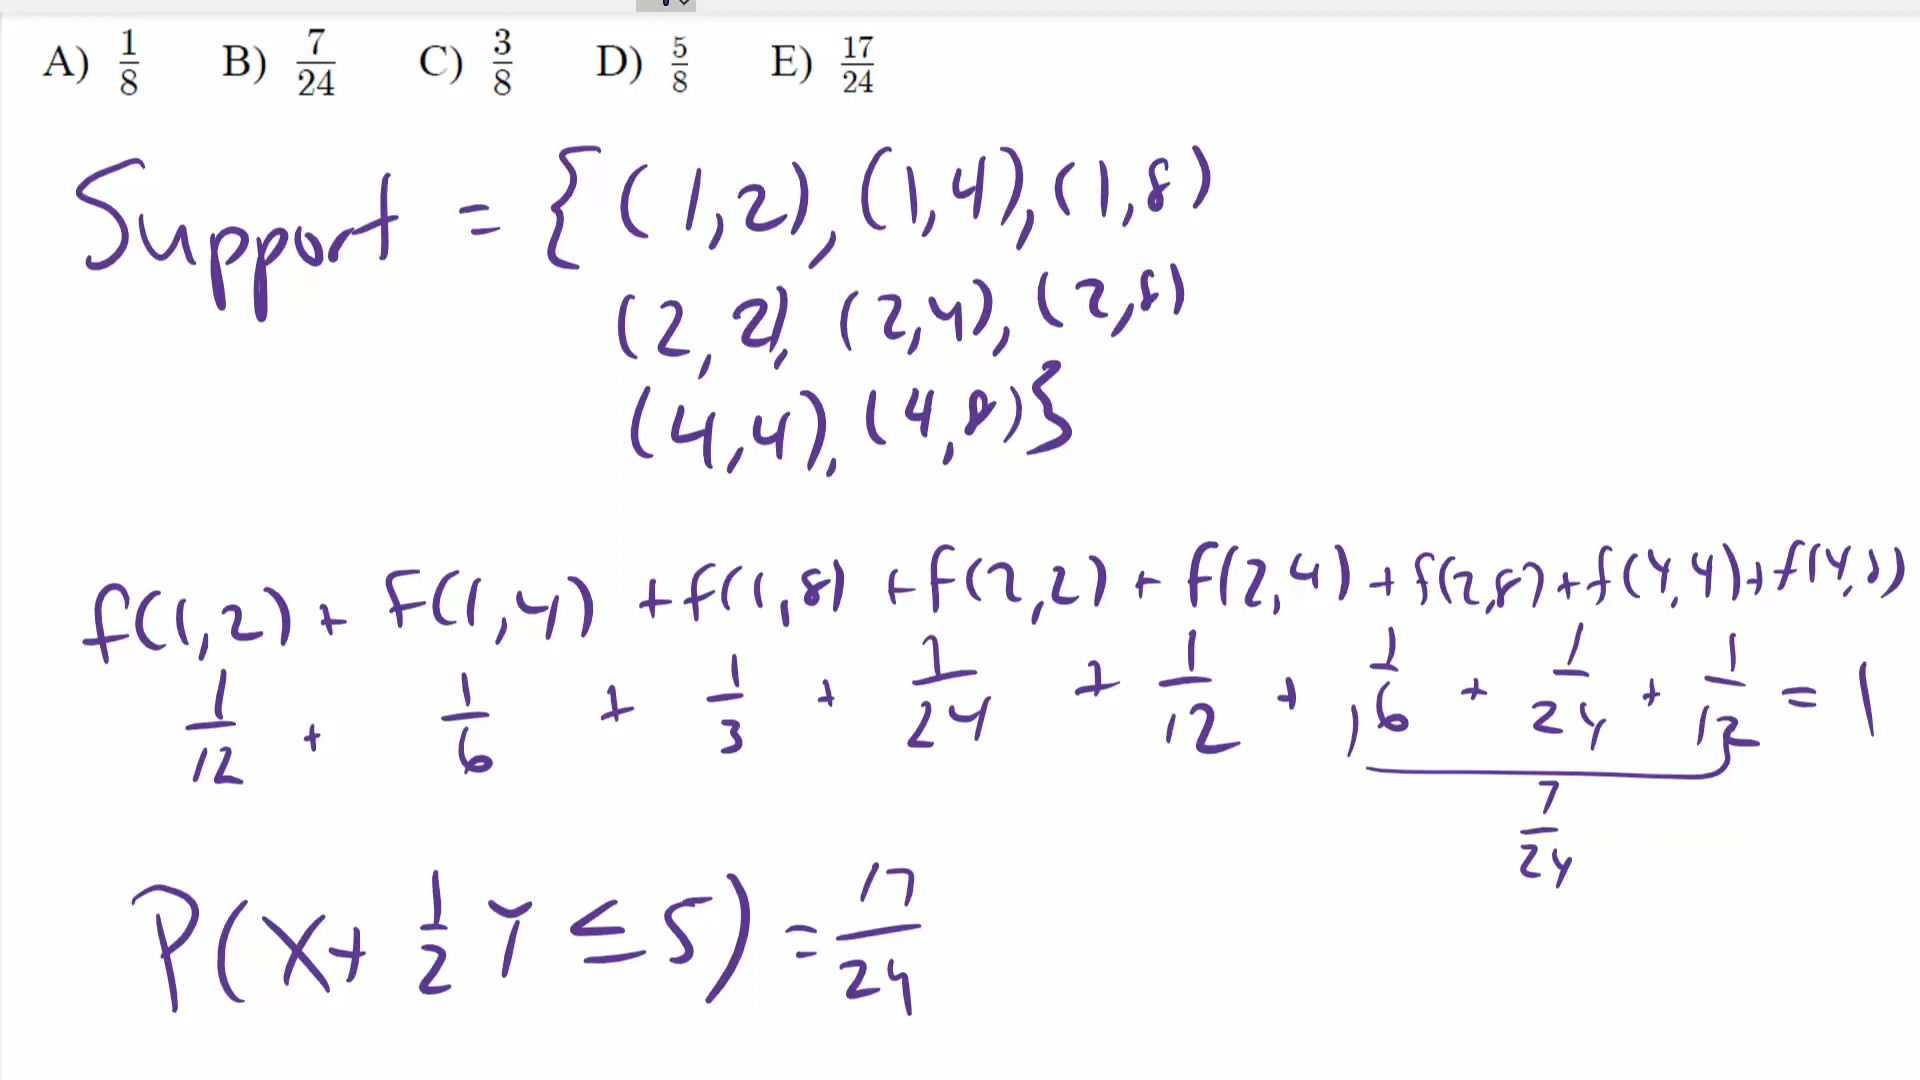 A) 1/8 B) 7/24 C) 3/8 D) 5/8 E) 17/24
Support = {(1,2), (1,4), (1,8)
(2,2), (2,4), (2,8)
(4,4), (4,8)}
f(1,2) + f(1,4) + f(1,8) + f(2,2) + f(2,4) + f(2,8) + f(4,4) + f(4,8)
1/12 + 1/6 + 1/3 + 1/24 + 1/12 + 1/6 + 1/24 + 1/12 = 1
7/24
P(X + 1/2 Y ≤ 5) = 17/24